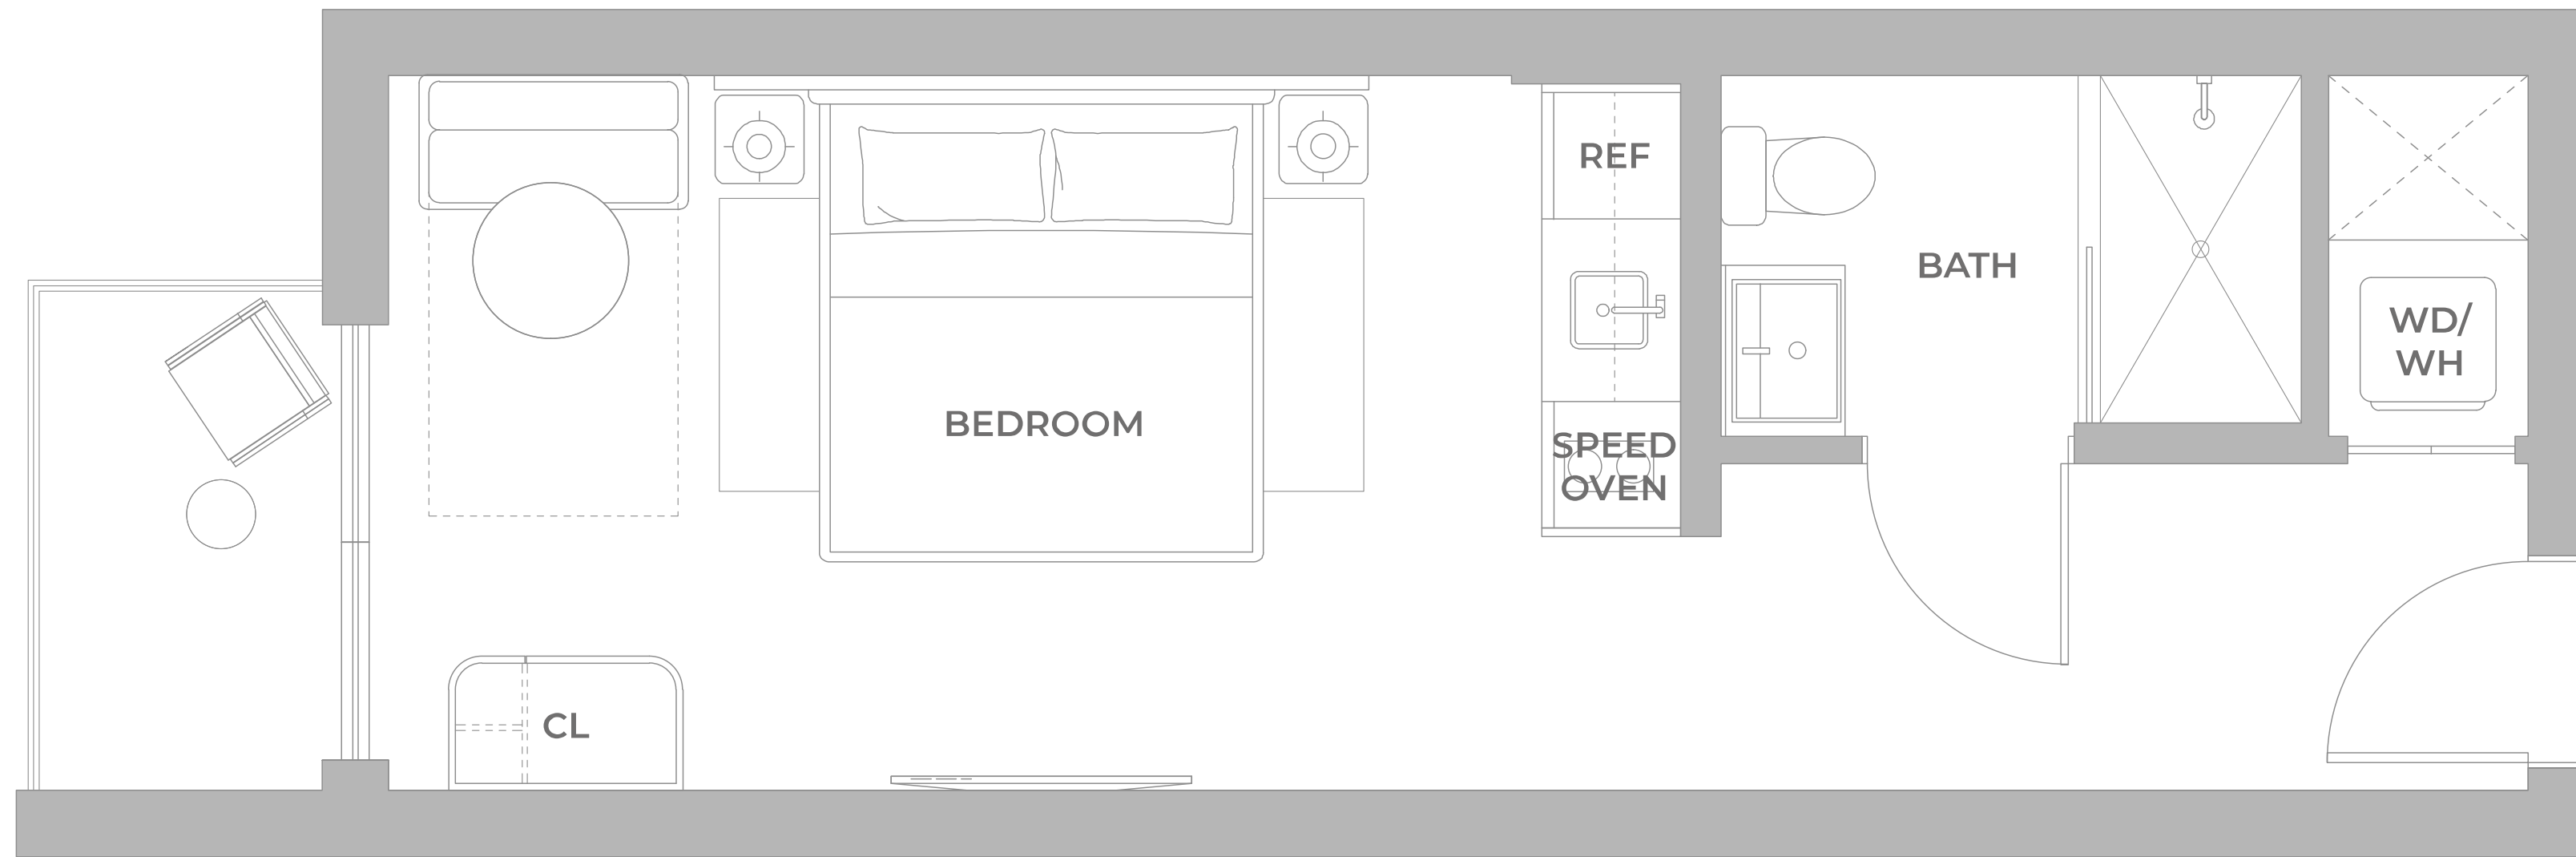 REF
BATH
WD/
WH
BEDROOM
SPEED
OVEN
CL